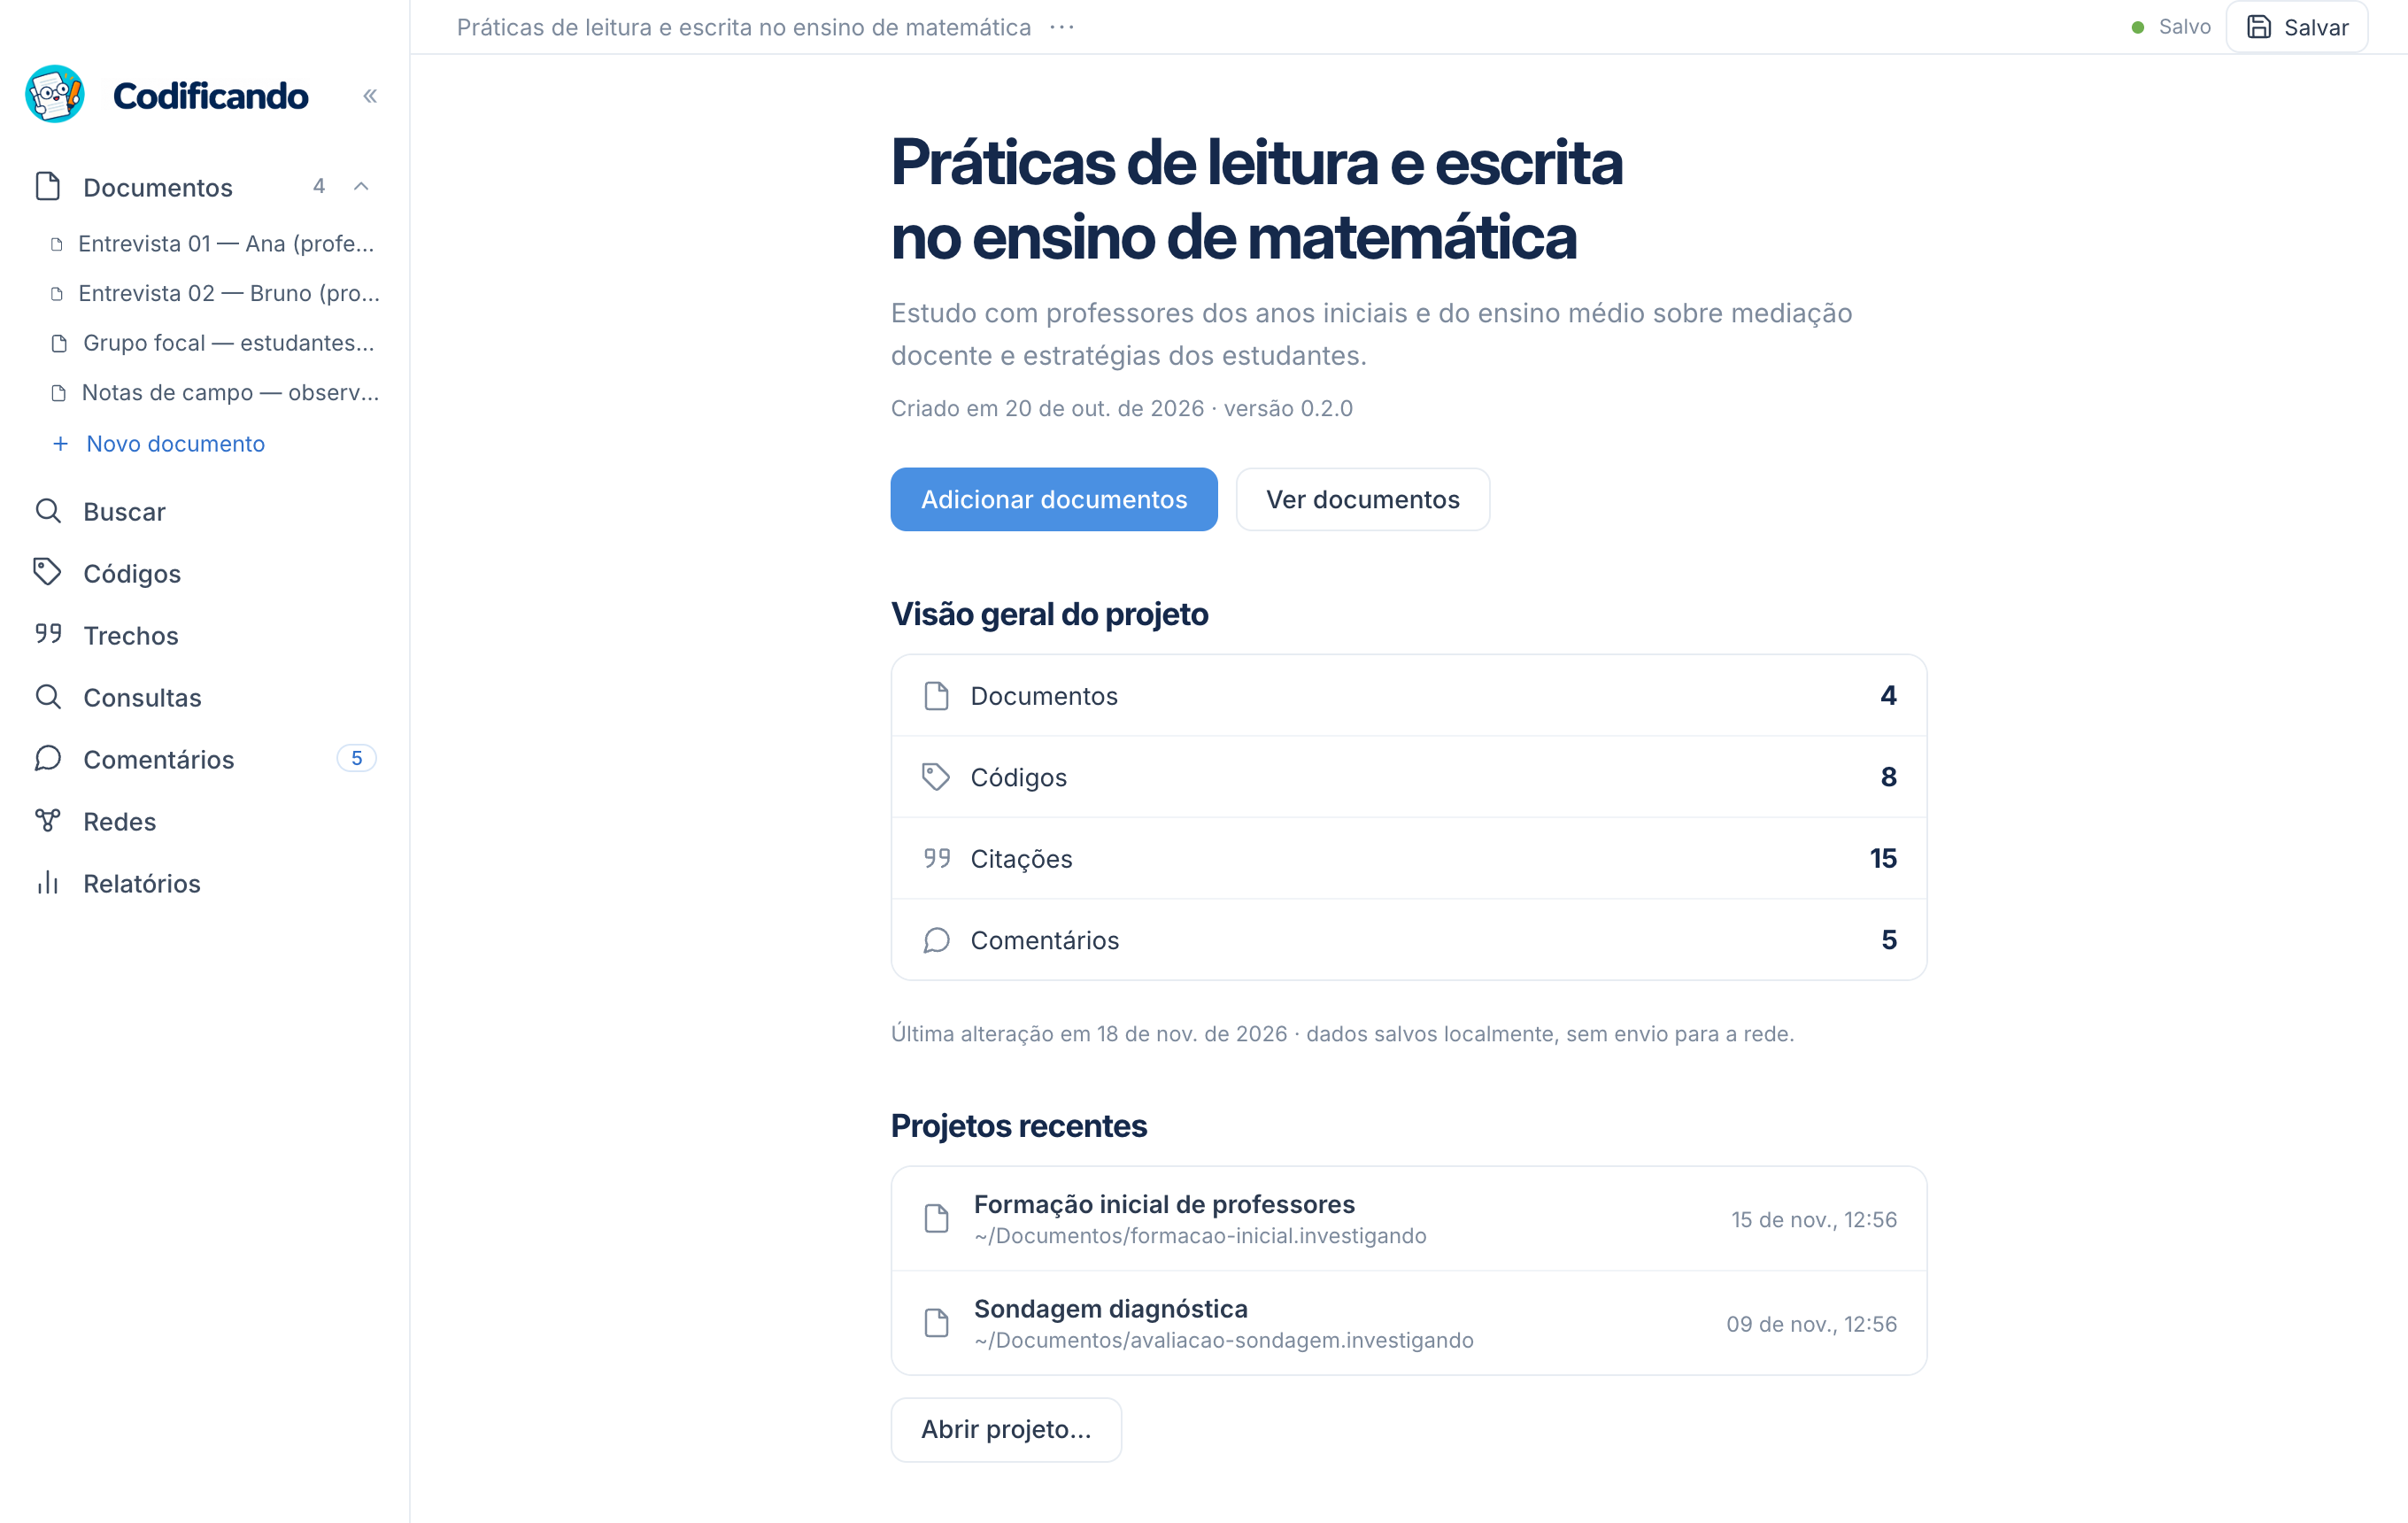 Práticas de leitura e escrita no ensino de matemática ···
Salvo
Salvar
Codificando
Documentos 4
Entrevista 01 — Ana (profe...
Entrevista 02 — Bruno (pro...
Grupo focal — estudantes...
Notas de campo — observ...
+ Novo documento
Buscar
Códigos
Trechos
Consultas
Comentários 5
Redes
Relatórios
Práticas de leitura e escrita
no ensino de matemática
Estudo com professores dos anos iniciais e do ensino médio sobre mediação
docente e estratégias dos estudantes.
Criado em 20 de out. de 2026 · versão 0.2.0
Adicionar documentos
Ver documentos
Visão geral do projeto
Documentos 4
Códigos 8
Citações 15
Comentários 5
Última alteração em 18 de nov. de 2026 · dados salvos localmente, sem envio para a rede.
Projetos recentes
Formação inicial de professores
~/Documentos/formacao-inicial.investigando
15 de nov., 12:56
Sondagem diagnóstica
~/Documentos/avaliacao-sondagem.investigando
09 de nov., 12:56
Abrir projeto...